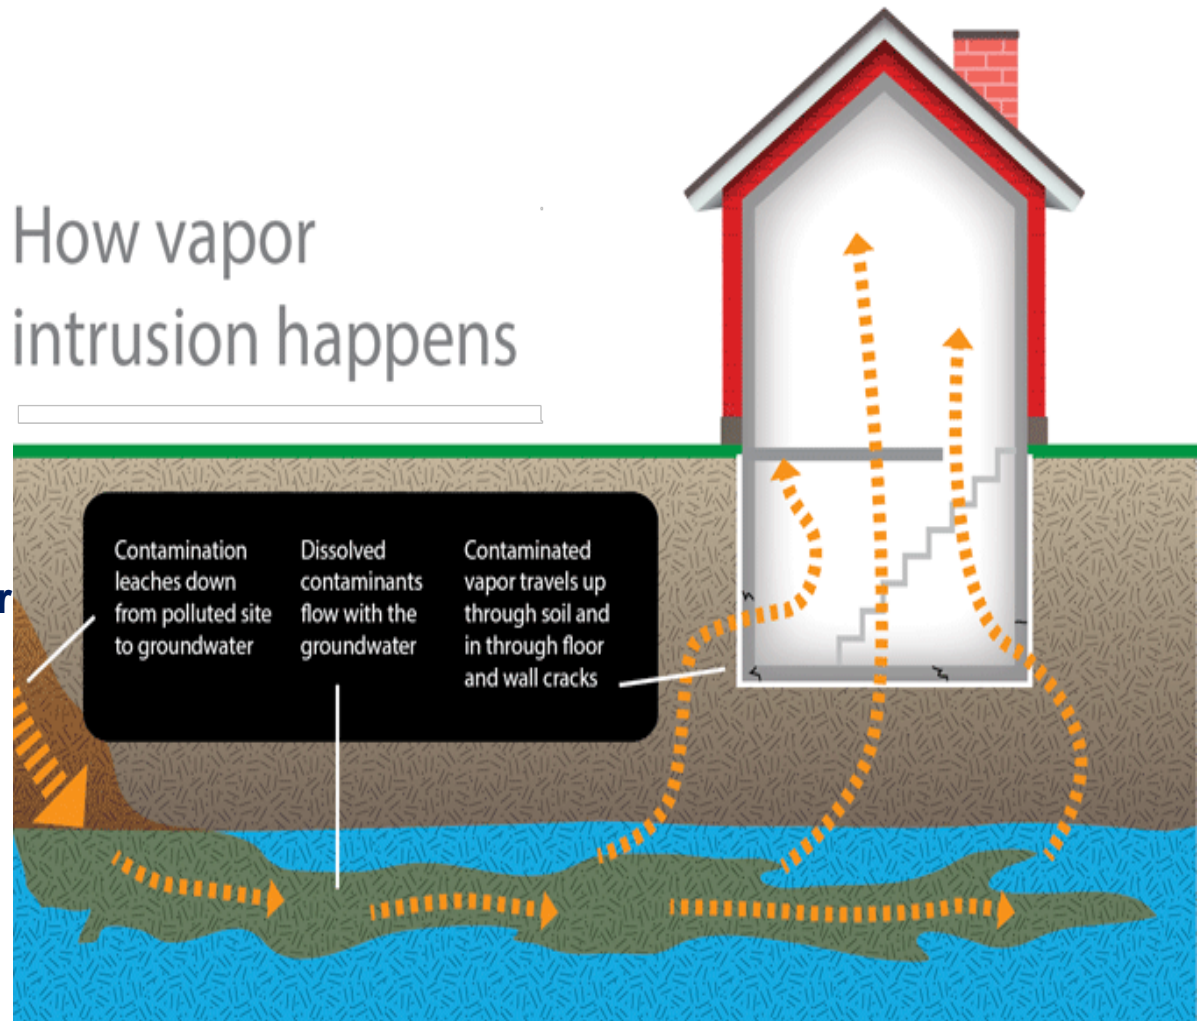 How vapor
intrusion happens
Contamination
leaches down
from polluted site
to groundwater
Dissolved
contaminants
flow with the
groundwater
Contaminated
vapor travels up
through soil and
in through floor
and wall cracks
r